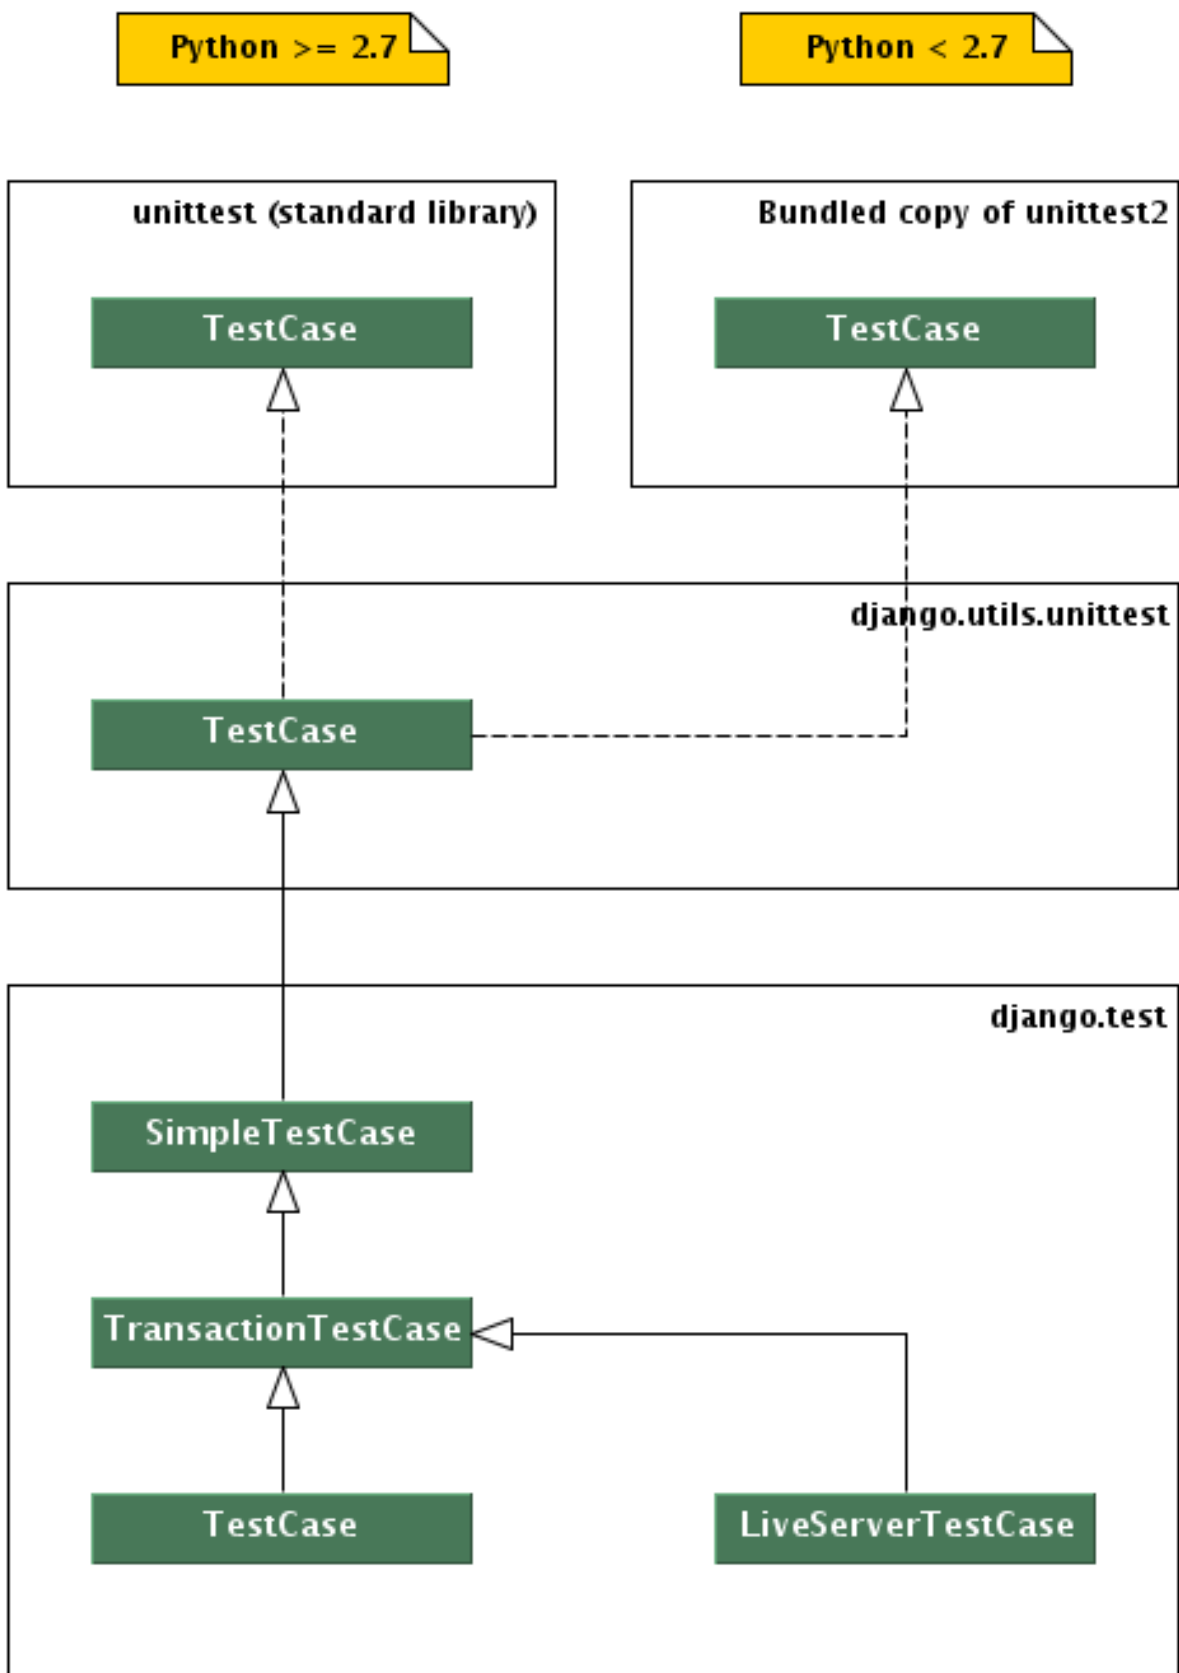 Python >= 2.7
Python < 2.7
unittest (standard library)
Bundled copy of unittest2
TestCase
TestCase
django.utils.unittest
TestCase
django.test
SimpleTestCase
TransactionTestCase
TestCase
LiveServerTestCase